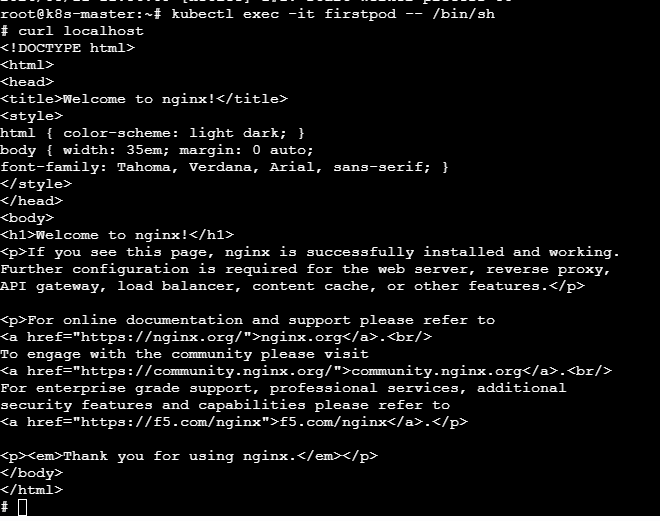 root@k8s-master:~# kubectl exec -it firstpod -- /bin/sh
# curl localhost
<!DOCTYPE html>
<html>
<head>
<title>Welcome to nginx!</title>
<style>
html { color-scheme: light dark; }
body { width: 35em; margin: 0 auto;
font-family: Tahoma, Verdana, Arial, sans-serif; }
</style>
</head>
<body>
<h1>Welcome to nginx!</h1>
<p>If you see this page, nginx is successfully installed and working.
Further configuration is required for the web server, reverse proxy,
API gateway, load balancer, content cache, or other features.</p>

<p>For online documentation and support please refer to
<a href="https://nginx.org/">nginx.org</a>.<br/>
To engage with the community please visit
<a href="https://community.nginx.org/">community.nginx.org</a>.<br/>
For enterprise grade support, professional services, additional
security features and capabilities please refer to
<a href="https://f5.com/nginx">f5.com/nginx</a>.</p>

<p><em>Thank you for using nginx.</em></p>
</body>
</html>
#